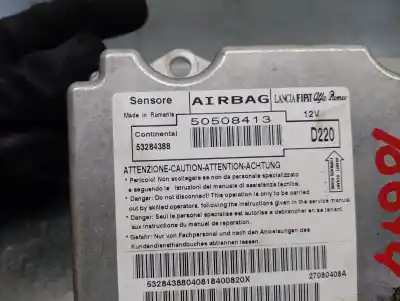 Sensore AIRBAG LANCIA FIAT Alfa Romeo
Made in Romania 50508413 12V
Continental D220
53284388
ATTENZIONE-CAUTION-ATTENTION-ACHTUNG
* Pericolo! Non scollegare se non da personale specializzato
e seguendo le istruzioni del manuale di assistenza tecnica;
* Danger: Do not disconnect! This operation is only to be carried
out by skilled operators, following the instructions given in the service manual
* Danger: Seul le personel specialise est autorise a debrancher en se tenant
aux instructions du manuel de reparation.
* Gefahr: Nur von Fachpersonal und nach den Anweisungen des
Kundendiensthandbuches abtrennen lassen.
53284388040818400820X 27080408A